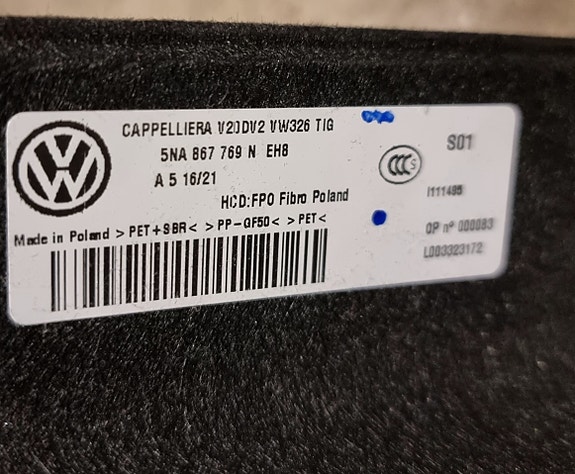 CAPPELLIERA V20DV2 VW326 TIG
5NA 867 769 N EH8
A 5 16/21
HCD:FPO Fibro Poland
Made in Poland >PET+SBR< >PP-GF50< >PET<
S01
CCC S
I111495
OP nº 000083
L003323172